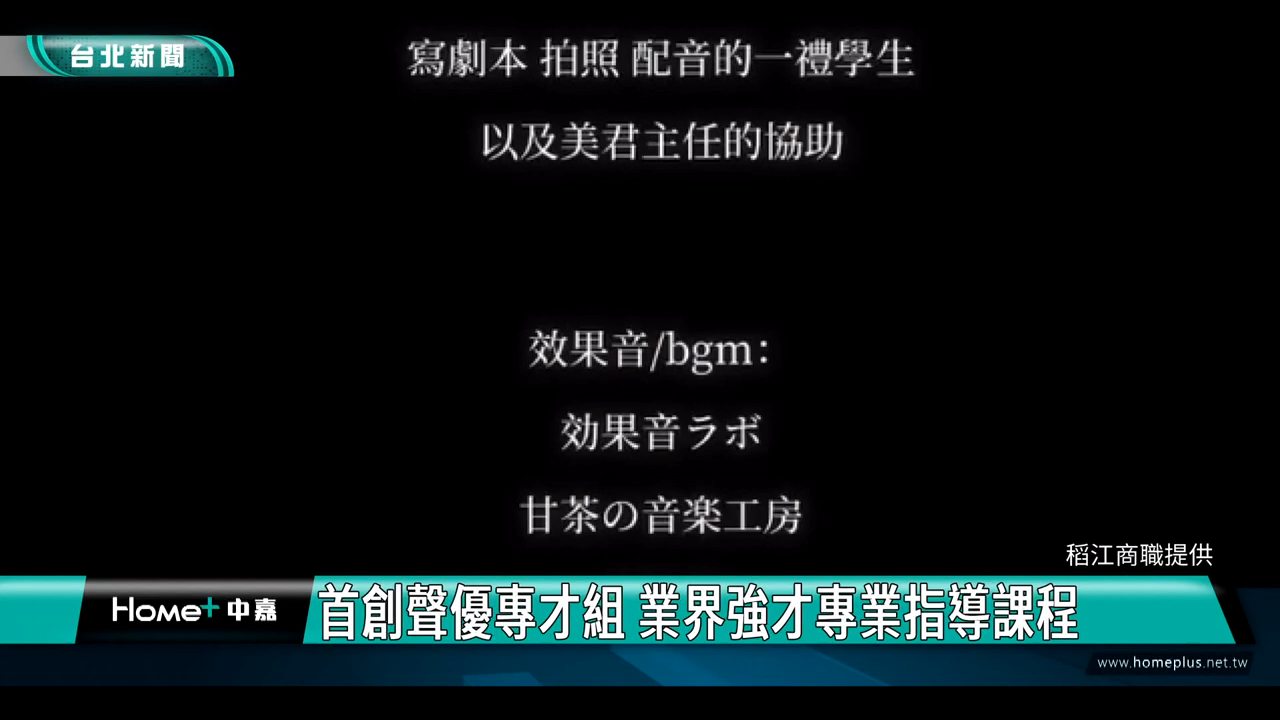 台北新聞
寫劇本 拍照 配音的一禮學生
以及美君主任的協助
效果音/bgm：
効果音ラボ
甘茶の音楽工房
稻江商職提供
Home+中嘉
首創聲優專才組 業界強才專業指導課程
www.homeplus.net.tw